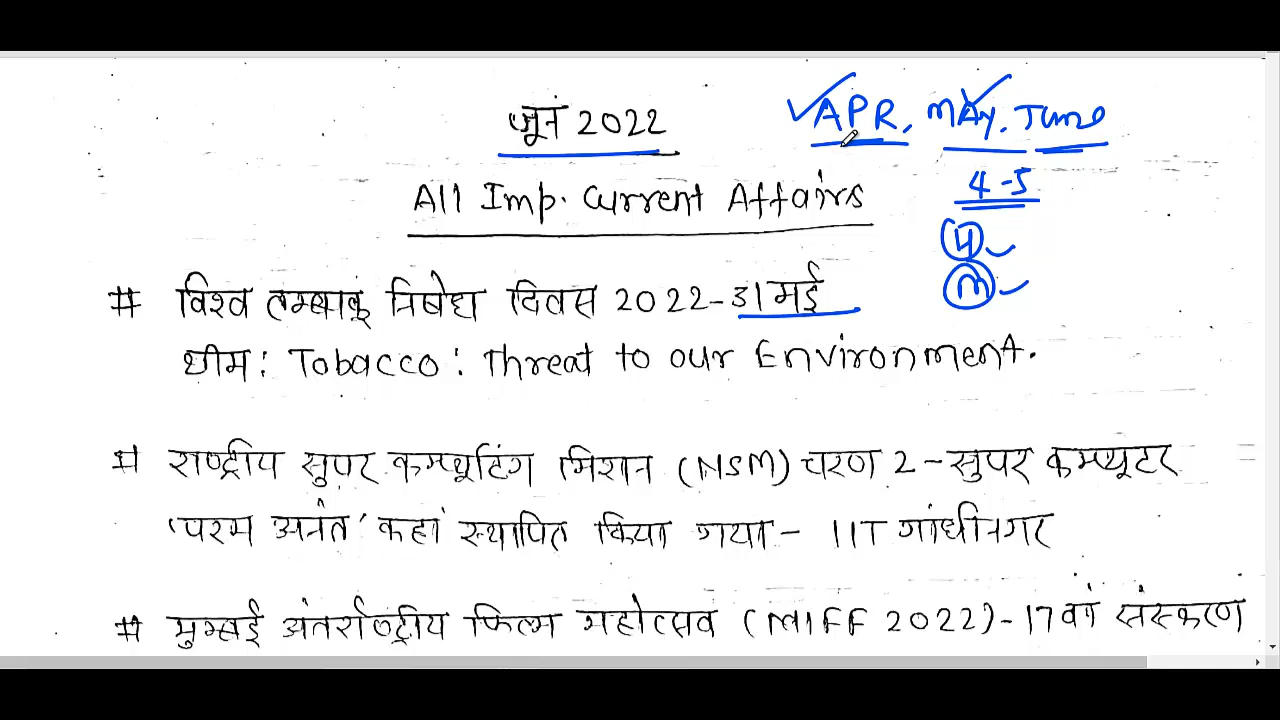 जून 2022
APR, MAY, June
All Imp. Current Affairs
4-5
# विश्व तम्बाकू निषेध दिवस 2022-31 मई
M
थीम : Tobacco : Threat to our Environment.
# राष्ट्रीय सुपर कम्प्यूटिंग मिशन (NSM) चरण 2 - सुपर कम्प्यूटर
'परम अनंत' कहां स्थापित किया गया - IIT गांधीनगर
# मुम्बई अंतर्राष्ट्रीय फिल्म महोत्सव (MIFF 2022)-17वां संस्करण